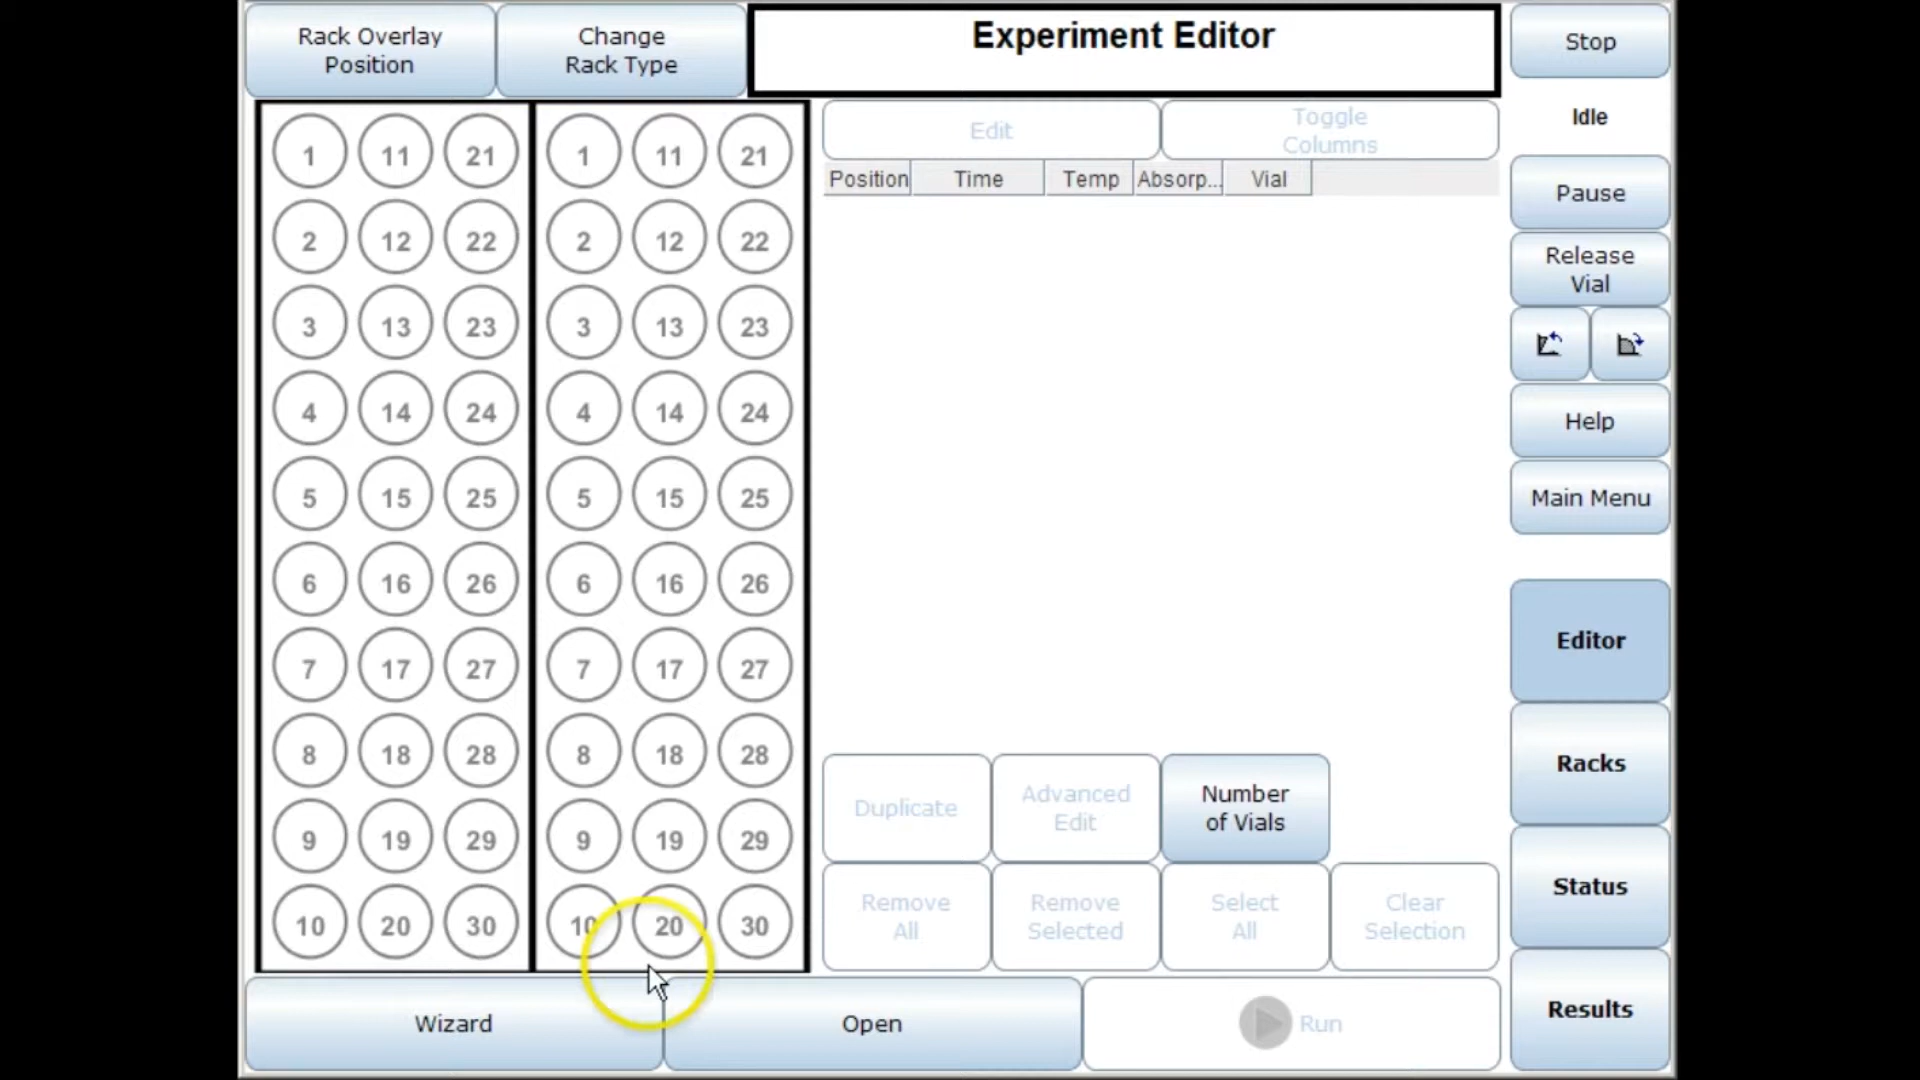 Rack Overlay
Position
Change
Rack Type
Experiment Editor
Stop
Idle
Edit
Toggle
Columns
Position Time Temp Absorp... Vial
Pause
Release
Vial
Help
Main Menu
1 11 21 1 11 21
2 12 22 2 12 22
3 13 23 3 13 23
4 14 24 4 14 24
5 15 25 5 15 25
6 16 26 6 16 26
7 17 27 7 17 27
8 18 28 8 18 28
9 19 29 9 19 29
10 20 30 10 20 30
Duplicate
Advanced
Edit
Number
of Vials
Remove
All
Remove
Selected
Select
All
Clear
Selection
Editor
Racks
Status
Results
Wizard
Open
Run